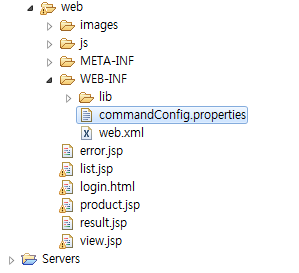 web
images
js
META-INF
WEB-INF
lib
commandConfig.properties
web.xml
error.jsp
list.jsp
login.html
product.jsp
result.jsp
view.jsp
Servers